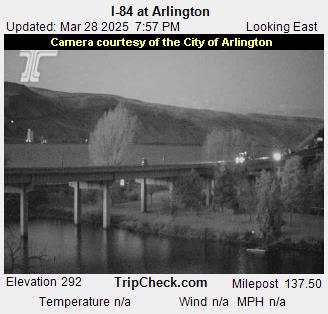 I-84 at Arlington
Updated: Mar 28 2025 7:57 PM Looking East
Camera courtesy of the City of Arlington
Elevation 292 TripCheck.com Milepost 137.50
Temperature n/a Wind n/a MPH n/a